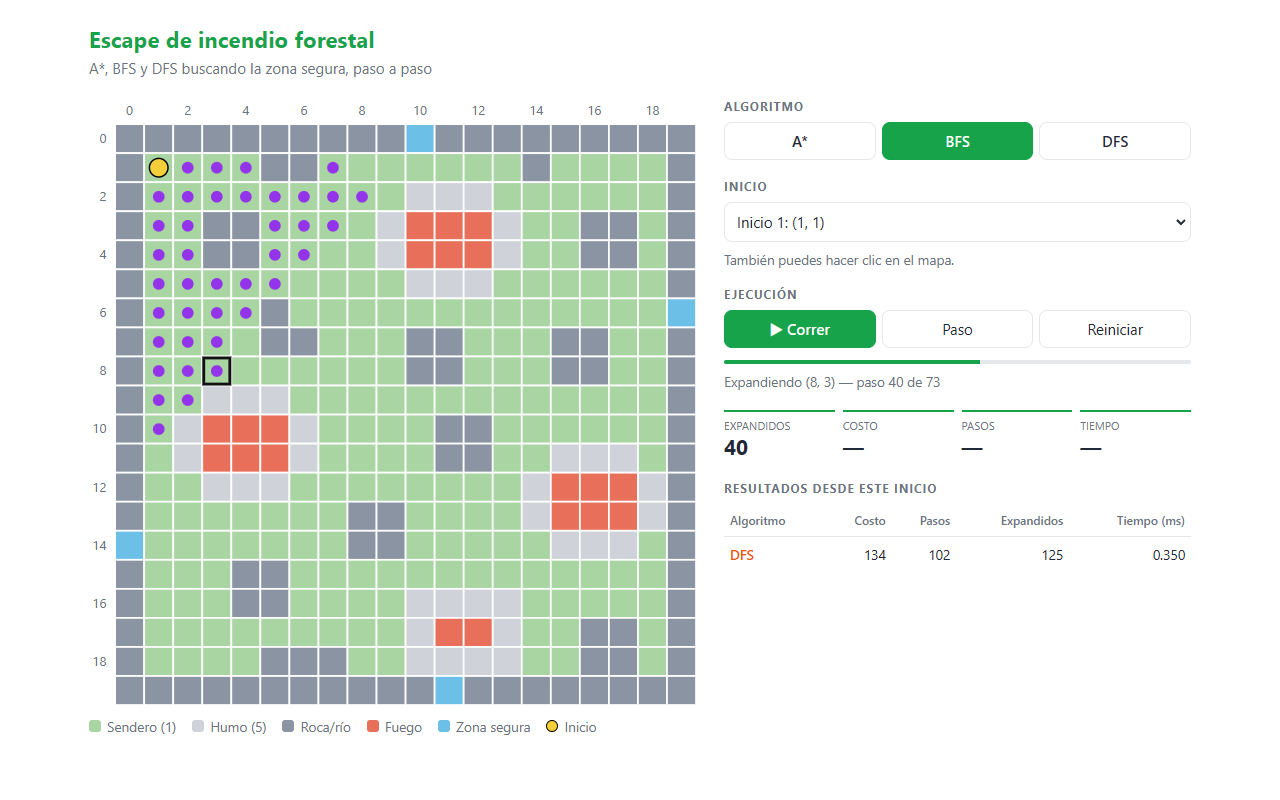 Escape de incendio forestal
A*, BFS y DFS buscando la zona segura, paso a paso
0 2 4 6 8 10 12 14 16 18
0
2
4
6
8
10
12
14
16
18
Sendero (1) Humo (5) Roca/río Fuego Zona segura Inicio
ALGORITMO
A* BFS DFS
INICIO
Inicio 1: (1, 1)
También puedes hacer clic en el mapa.
EJECUCIÓN
▶ Correr Paso Reiniciar
Expandiendo (8, 3) — paso 40 de 73
EXPANDIDOS COSTO PASOS TIEMPO
40 — — —
RESULTADOS DESDE ESTE INICIO
Algoritmo Costo Pasos Expandidos Tiempo (ms)
DFS 134 102 125 0.350